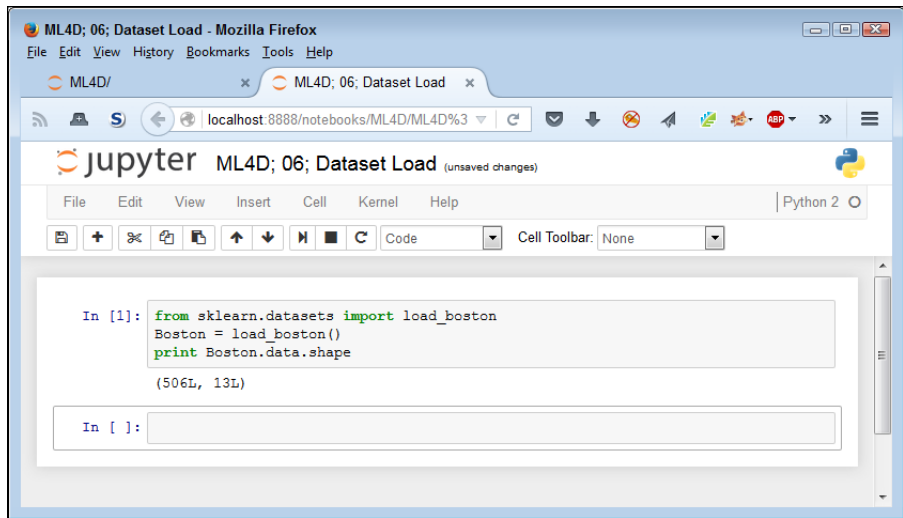 ML4D; 06; Dataset Load - Mozilla Firefox
File Edit View History Bookmarks Tools Help
ML4D/ × ML4D; 06; Dataset Load ×
S) localhost:8888/notebooks/ML4D/ML4D%3 ABP »
jupyter ML4D; 06; Dataset Load (unsaved changes)
File Edit View Insert Cell Kernel Help Python 2
Code Cell Toolbar: None
In [1]: from sklearn.datasets import load_boston
Boston = load_boston()
print Boston.data.shape
(506L, 13L)
In [ ]: